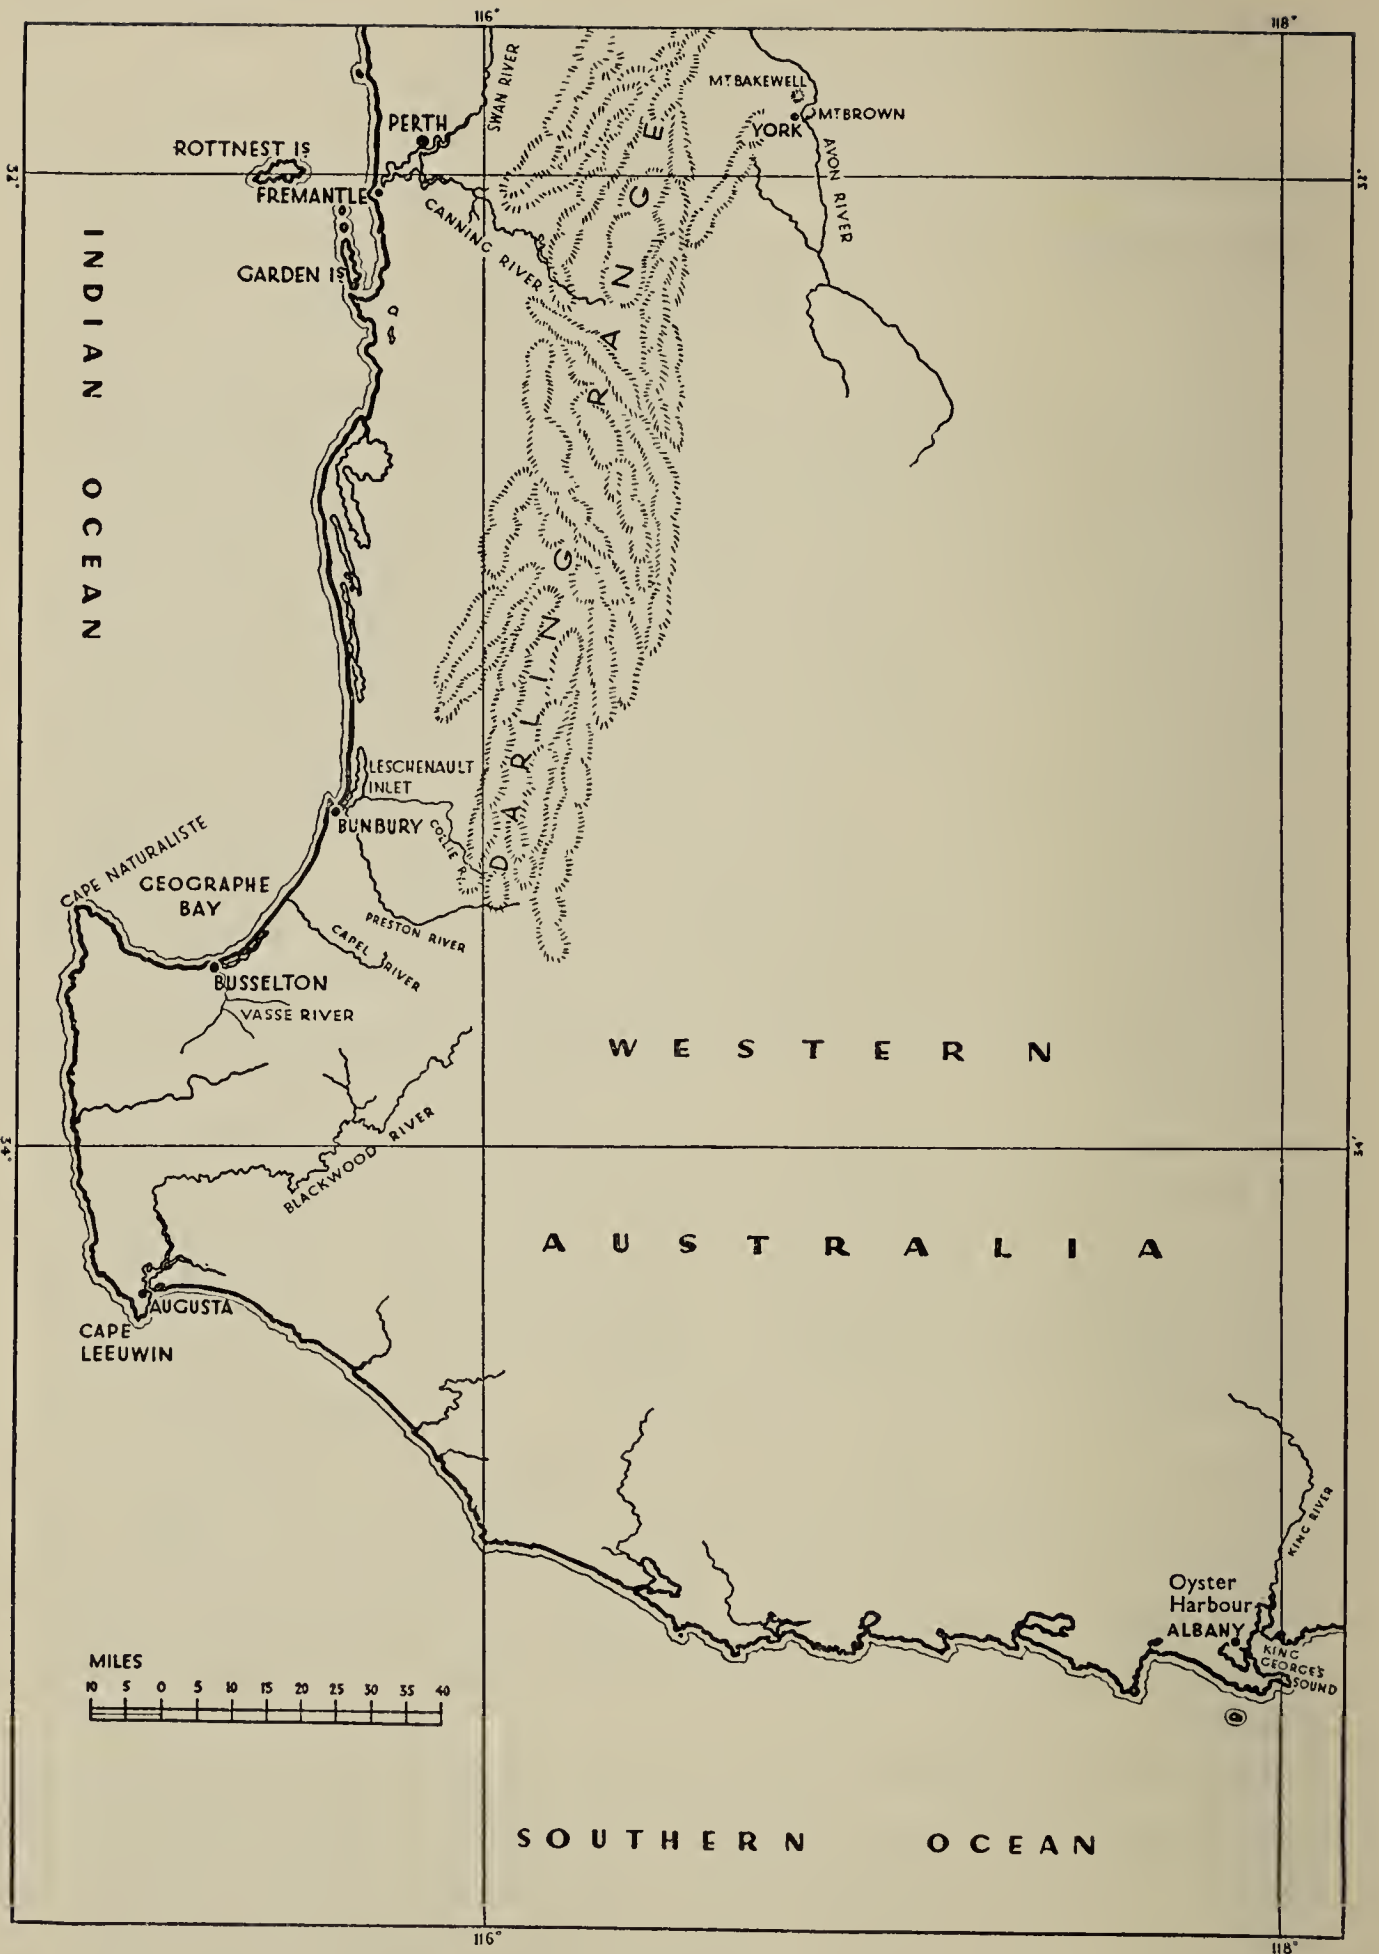 116°
118°
SWAN RIVER
MT BAKEWELL
PERTH
YORK
MT BROWN
ROTTNEST IS
32°
32°
FREMANTLE
AVON RIVER
CANNING RIVER
GARDEN IS
INDIAN OCEAN
DARLING RANGE
LESCHENAULT
INLET
BUNBURY
COLLIE R.
CAPE NATURALISTE
GEOGRAPHE
BAY
PRESTON RIVER
CAPEL RIVER
BUSSELTON
VASSE RIVER
WESTERN
BLACKWOOD RIVER
34°
34°
AUSTRALIA
AUGUSTA
CAPE
LEEUWIN
KING RIVER
Oyster
Harbour
ALBANY
KING
GEORGE'S
SOUND
MILES
10 5 0 5 10 15 20 25 30 35 40
SOUTHERN OCEAN
116°
118°